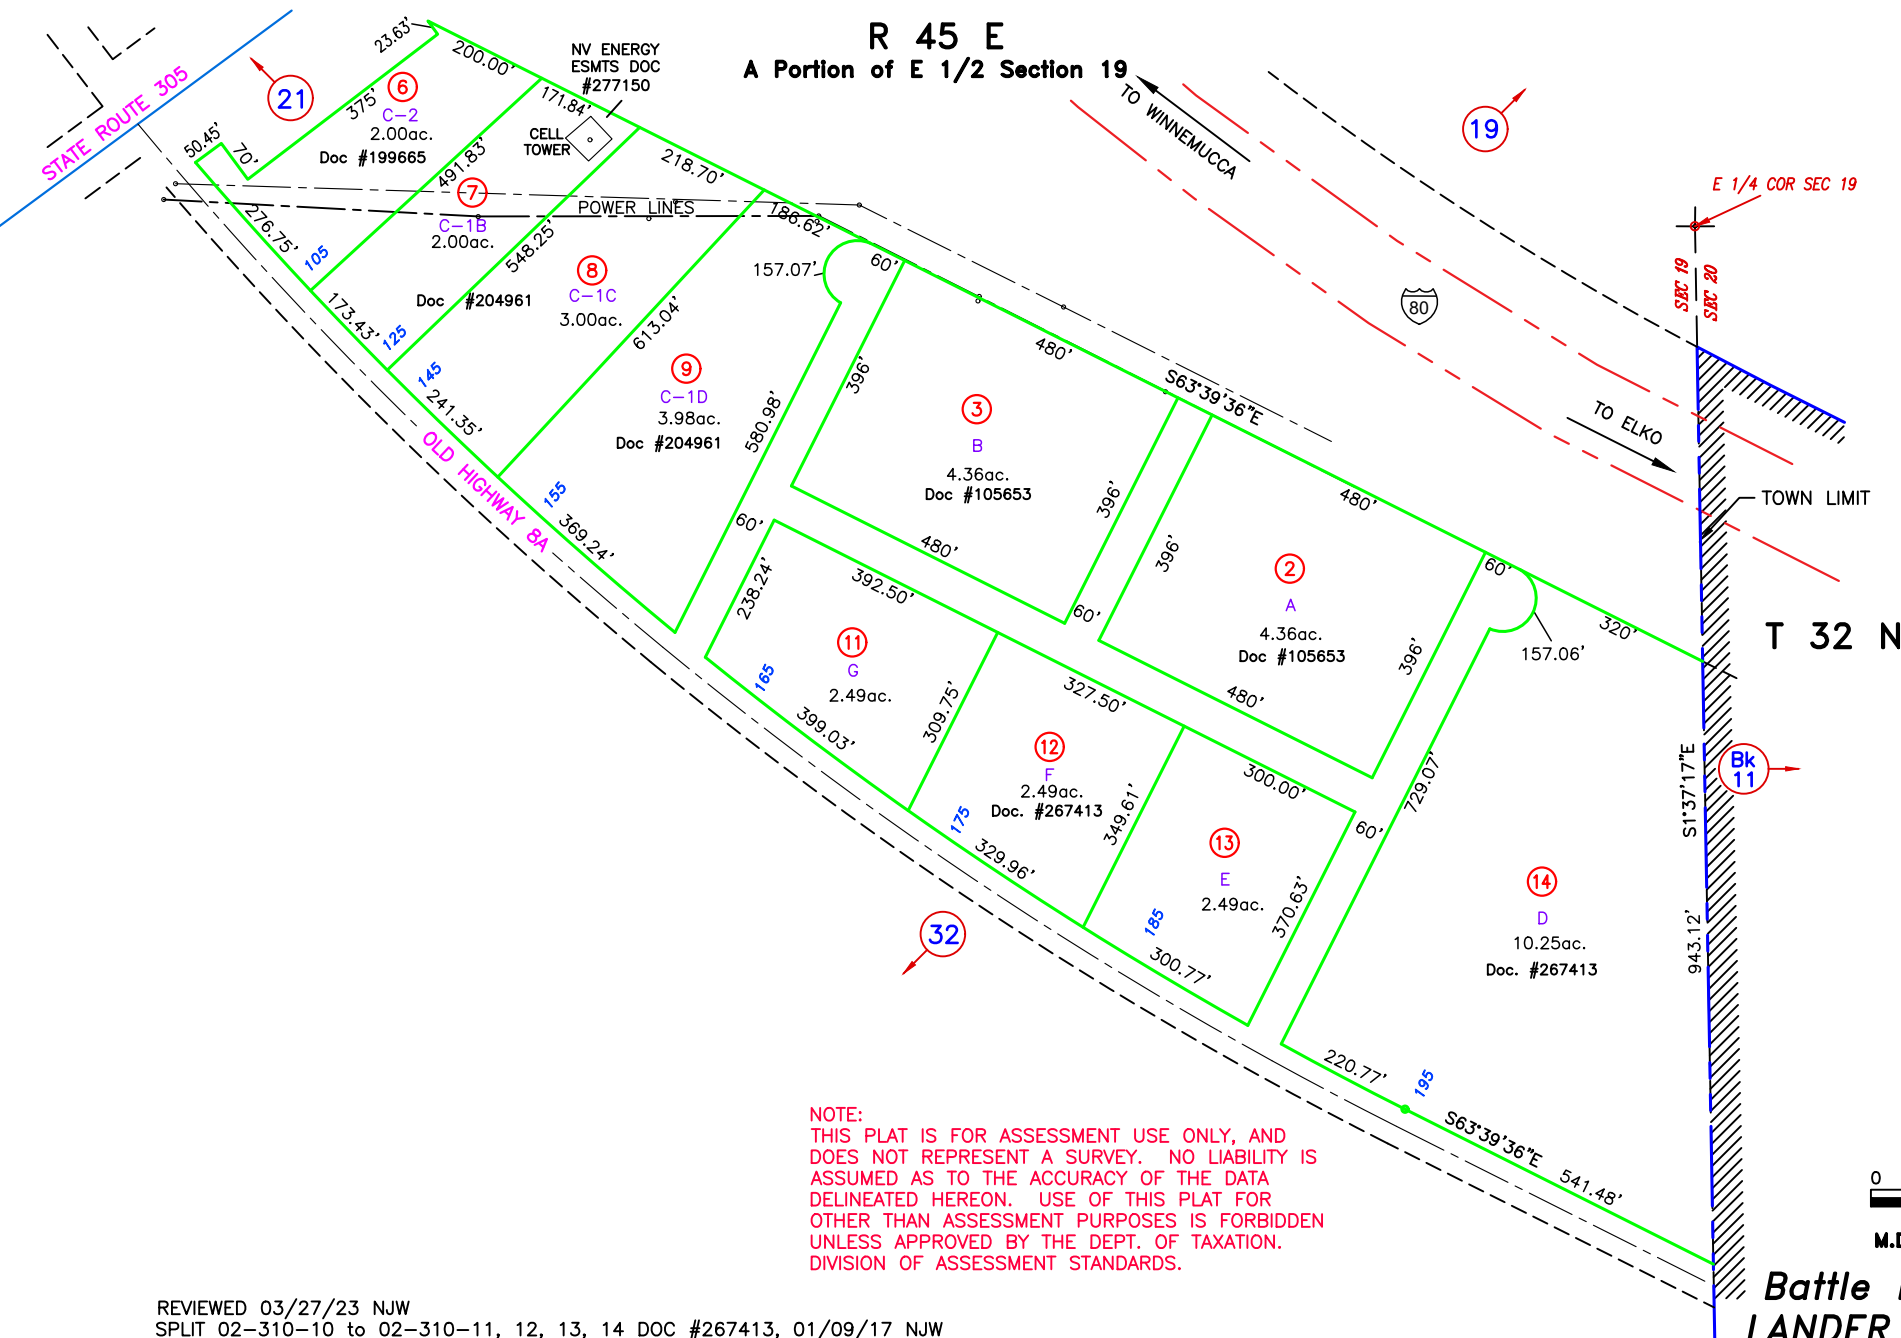 R 45 E
A Portion of E 1/2 Section 19
NV ENERGY
ESMTS DOC
#277150
23.63'
200.00'
171.84'
CELL
TOWER
STATE ROUTE 305
21
6
C-2
2.00ac.
Doc #199665
375'
50.45'
70'
491.83'
276.75'
105
7
C-1B
2.00ac.
Doc #204961
548.25'
173.43'
125
POWER LINES
218.70'
8
C-1C
3.00ac.
613.04'
145
241.35'
186.62'
60'
157.07'
9
C-1D
3.98ac.
Doc #204961
580.98'
155
369.24'
OLD HIGHWAY 8A
TO WINNEMUCCA
19
E 1/4 COR SEC 19
SEC 19
SEC 20
80
TO ELKO
TOWN LIMIT
480'
S63°39'36"E
396'
3
B
4.36ac.
Doc #105653
396'
480'
60'
60'
480'
396'
2
A
4.36ac.
Doc #105653
396'
480'
60'
157.06'
320'
T 32 N
238.24'
392.50'
11
G
2.49ac.
165
399.03'
309.75'
327.50'
12
F
2.49ac.
Doc. #267413
175
329.96'
349.61'
300.00'
60'
13
E
2.49ac.
185
300.77'
370.63'
729.07'
14
D
10.25ac.
Doc. #267413
S1°37'17"E
943.12'
Bk
11
32
220.77'
195
S63°39'36"E
541.48'
NOTE:
THIS PLAT IS FOR ASSESSMENT USE ONLY, AND
DOES NOT REPRESENT A SURVEY. NO LIABILITY IS
ASSUMED AS TO THE ACCURACY OF THE DATA
DELINEATED HEREON. USE OF THIS PLAT FOR
OTHER THAN ASSESSMENT PURPOSES IS FORBIDDEN
UNLESS APPROVED BY THE DEPT. OF TAXATION.
DIVISION OF ASSESSMENT STANDARDS.
0
Battle
LANDER
REVIEWED 03/27/23 NJW
SPLIT 02-310-10 to 02-310-11, 12, 13, 14 DOC #267413, 01/09/17 NJW